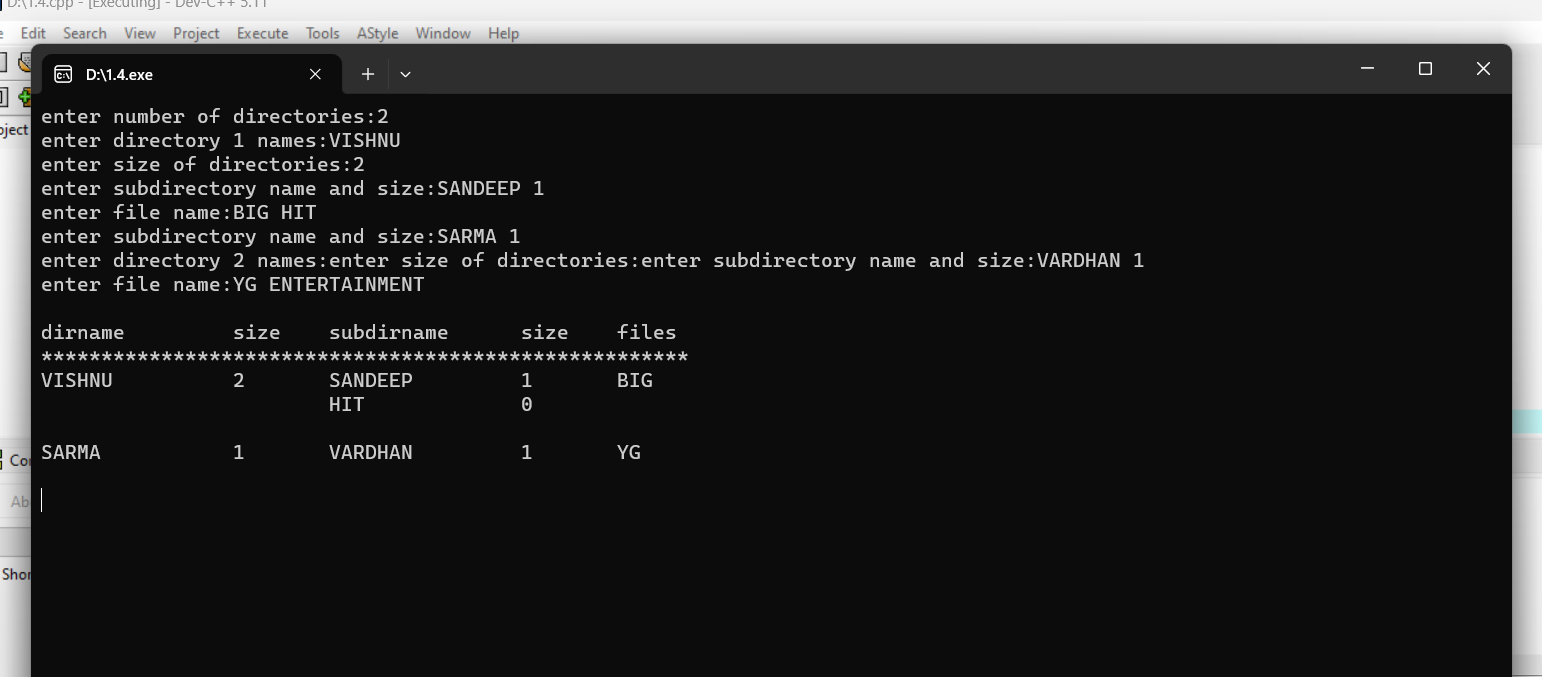 D:\1.4.cpp - [Executing] - Dev-C++ 5.11
Edit Search View Project Execute Tools AStyle Window Help
D:\1.4.exe
enter number of directories:2
enter directory 1 names:VISHNU
enter size of directories:2
enter subdirectory name and size:SANDEEP 1
enter file name:BIG HIT
enter subdirectory name and size:SARMA 1
enter directory 2 names:enter size of directories:enter subdirectory name and size:VARDHAN 1
enter file name:YG ENTERTAINMENT
dirname size subdirname size files
******************************************************
VISHNU 2 SANDEEP 1 BIG
HIT 0
SARMA 1 VARDHAN 1 YG